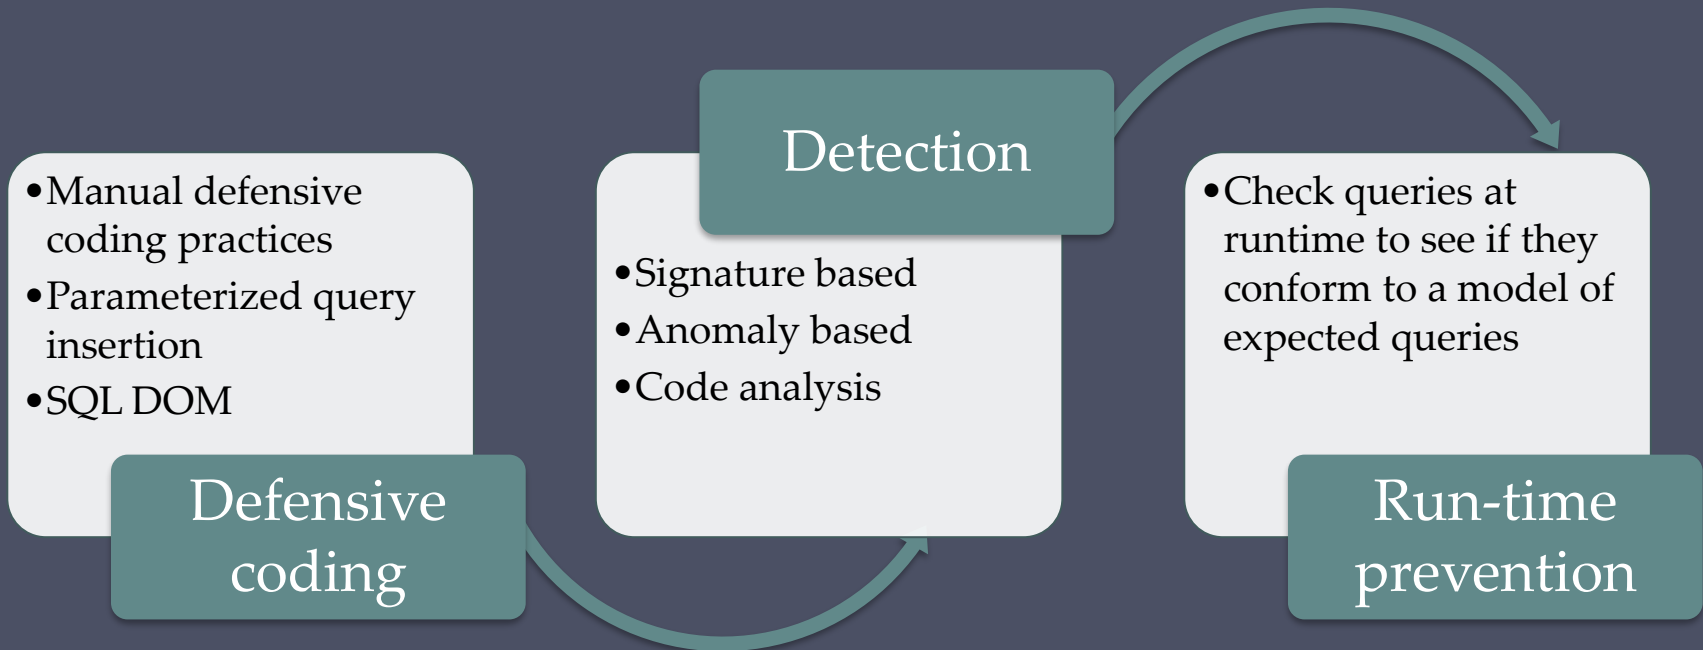 •Manual defensive
coding practices
•Parameterized query
insertion
•SQL DOM
Defensive
coding
Detection
•Signature based
•Anomaly based
•Code analysis
•Check queries at
runtime to see if they
conform to a model of
expected queries
Run-time
prevention